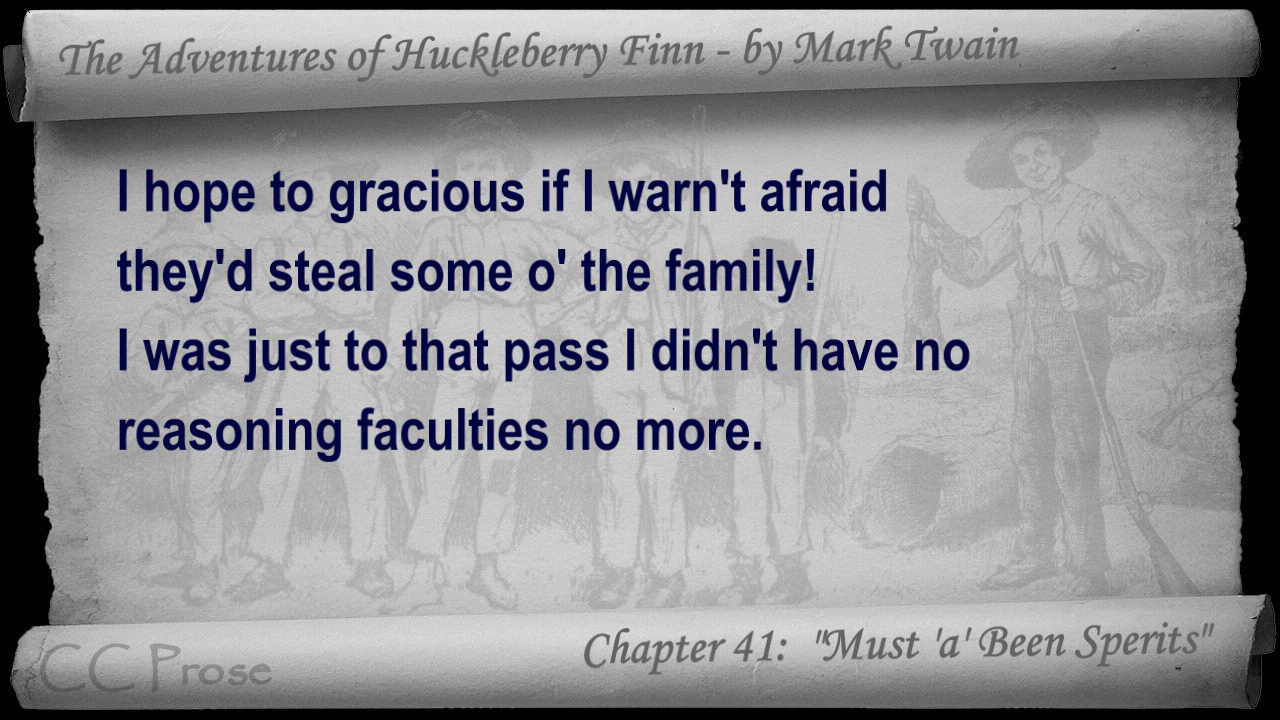 The Adventures of Huckleberry Finn - by Mark Twain
I hope to gracious if I warn't afraid
they'd steal some o' the family!
I was just to that pass I didn't have no
reasoning faculties no more.
CC Prose
Chapter 41: "Must 'a' Been Sperits"